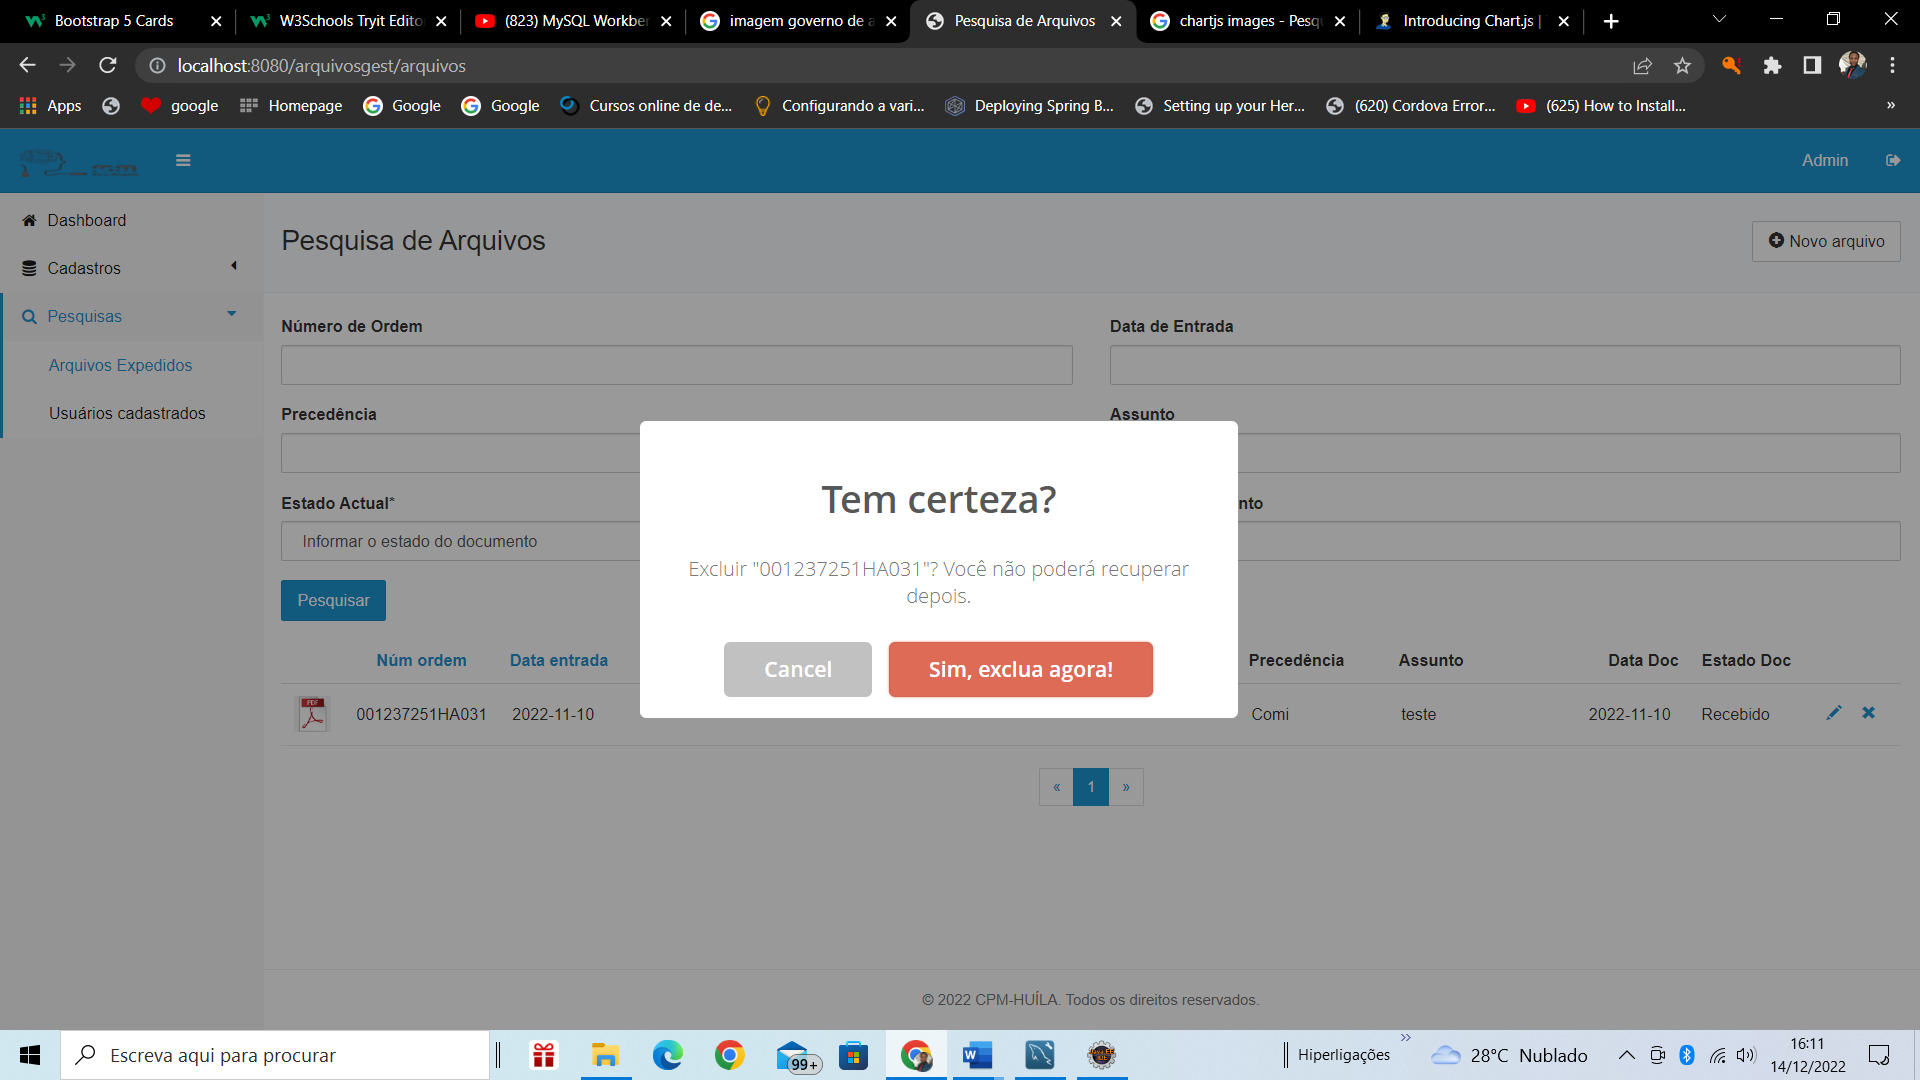 Bootstrap 5 Cards
W3Schools Tryit Edito
(823) MySQL Workber
imagem governo de a
Pesquisa de Arquivos
chartjs images - Pesq
Introducing Chart.js |
localhost:8080/arquivosgest/arquivos
Apps
google
Homepage
Google
Google
Cursos online de de...
Configurando a vari...
Deploying Spring B...
Setting up your Her...
(620) Cordova Error...
(625) How to Install...
»
Admin
Dashboard
Cadastros
Pesquisas
Arquivos Expedidos
Usuários cadastrados
Pesquisa de Arquivos
Novo arquivo
Número de Ordem
Data de Entrada
Precedência
Assunto
Estado Actual*
nto
Informar o estado do documento
Pesquisar
Tem certeza?
Excluir "001237251HA031"? Você não poderá recuperar
depois.
Cancel
Sim, exclua agora!
Núm ordem
Data entrada
Precedência
Assunto
Data Doc
Estado Doc
PDF
001237251HA031
2022-11-10
Comi
teste
2022-11-10
Recebido
«
1
»
© 2022 CPM-HUÍLA. Todos os direitos reservados.
Escreva aqui para procurar
99+
Hiperligações
»
28°C Nublado
16:11
14/12/2022